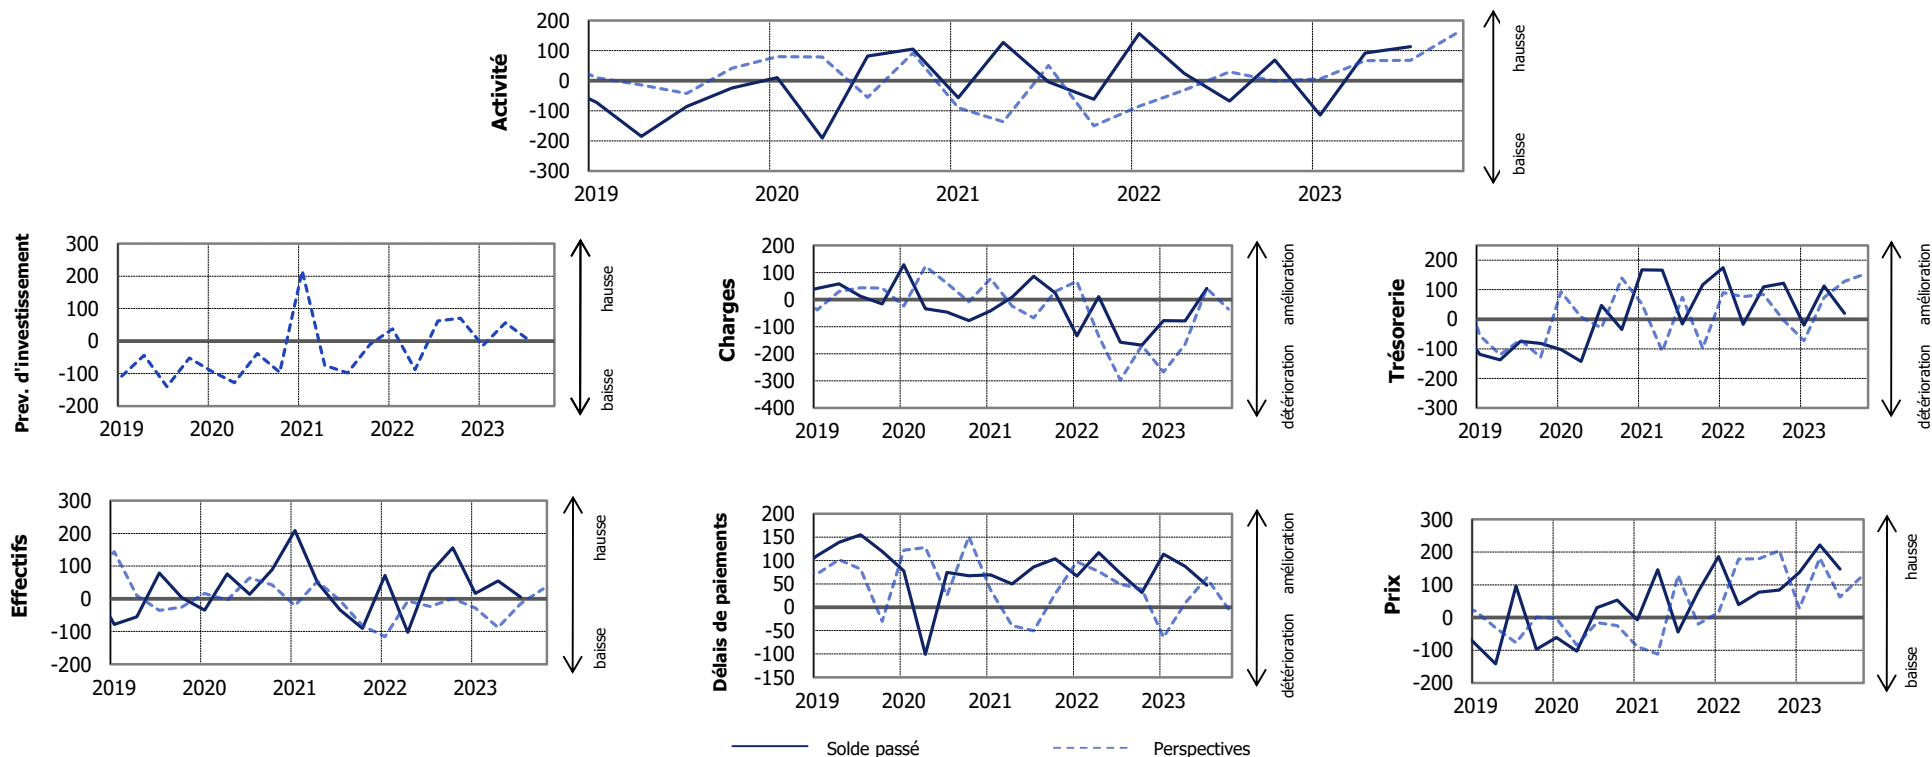 Activité
200
100
0
-100
-200
-300
2019 2020 2021 2022 2023
hausse
baisse
Prev. d'investissement
300
200
100
0
-100
-200
2019 2020 2021 2022 2023
hausse
baisse
Charges
200
100
0
-100
-200
-300
-400
2019 2020 2021 2022 2023
amélioration
détérioration
Trésorerie
200
100
0
-100
-200
-300
2019 2020 2021 2022 2023
amélioration
détérioration
Effectifs
300
200
100
0
-100
-200
2019 2020 2021 2022 2023
hausse
baisse
Délais de paiements
200
150
100
50
0
-50
-100
-150
2019 2020 2021 2022 2023
amélioration
détérioration
Prix
300
200
100
0
-100
-200
2019 2020 2021 2022 2023
hausse
baisse
Solde passé
Perspectives